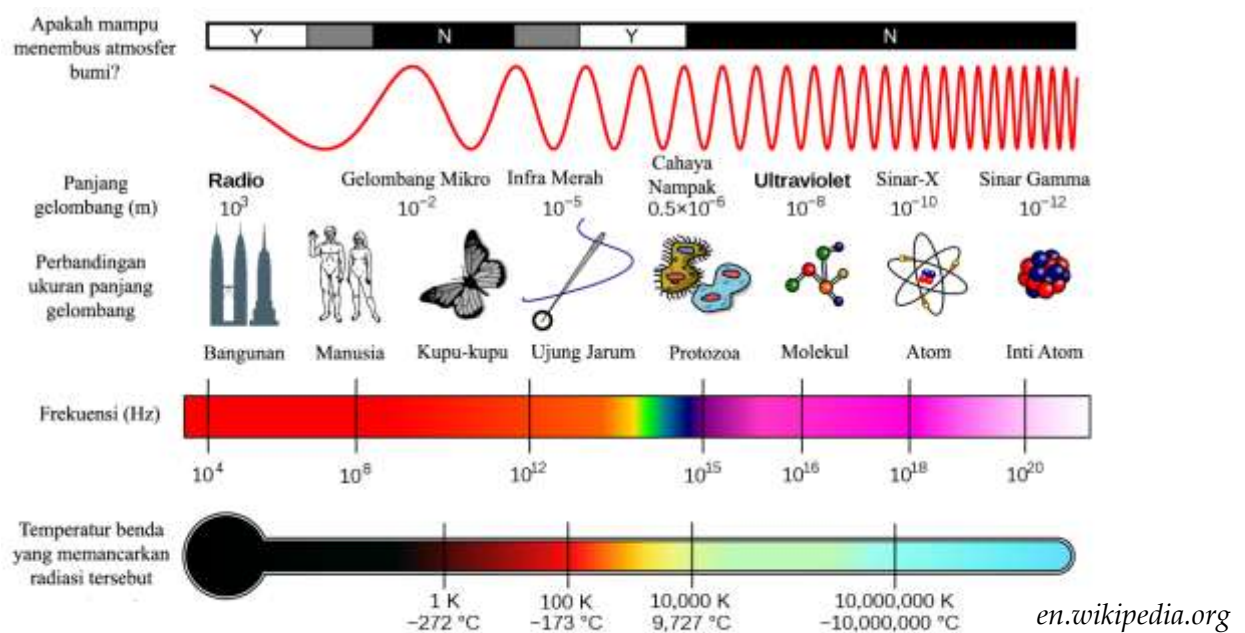 Apakah mampu
menembus atmosfer
bumi?
Y N Y N
Panjang
gelombang (m)
Radio
10³
Gelombang Mikro
10⁻²
Infra Merah
10⁻⁵
Cahaya
Nampak
0.5×10⁻⁶
Ultraviolet
10⁻⁸
Sinar-X
10⁻¹⁰
Sinar Gamma
10⁻¹²
Perbandingan
ukuran panjang
gelombang
Bangunan Manusia Kupu-kupu Ujung Jarum Protozoa Molekul Atom Inti Atom
Frekuensi (Hz)
10⁴ 10⁸ 10¹² 10¹⁵ 10¹⁶ 10¹⁸ 10²⁰
Temperatur benda
yang memancarkan
radiasi tersebut
1 K
−272 °C
100 K
−173 °C
10,000 K
9,727 °C
10,000,000 K
~10,000,000 °C
en.wikipedia.org